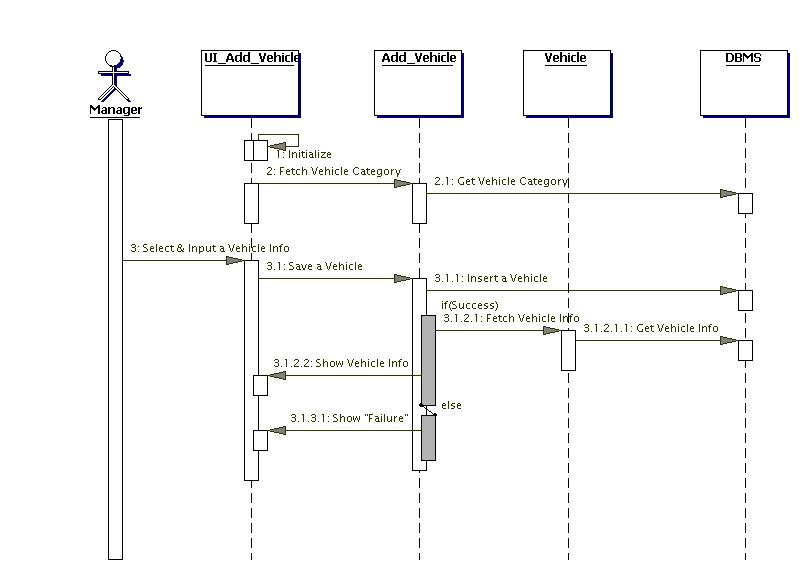 UI_Add_Vehicle
Add_Vehicle
Vehicle
DBMS
Manager
1: Initialize
2: Fetch Vehicle Category
2.1: Get Vehicle Category
3: Select & Input a Vehicle Info
3.1: Save a Vehicle
3.1.1: Insert a Vehicle
if(Success)
3.1.2.1: Fetch Vehicle Info
3.1.2.1.1: Get Vehicle Info
3.1.2.2: Show Vehicle Info
else
3.1.3.1: Show "Failure"